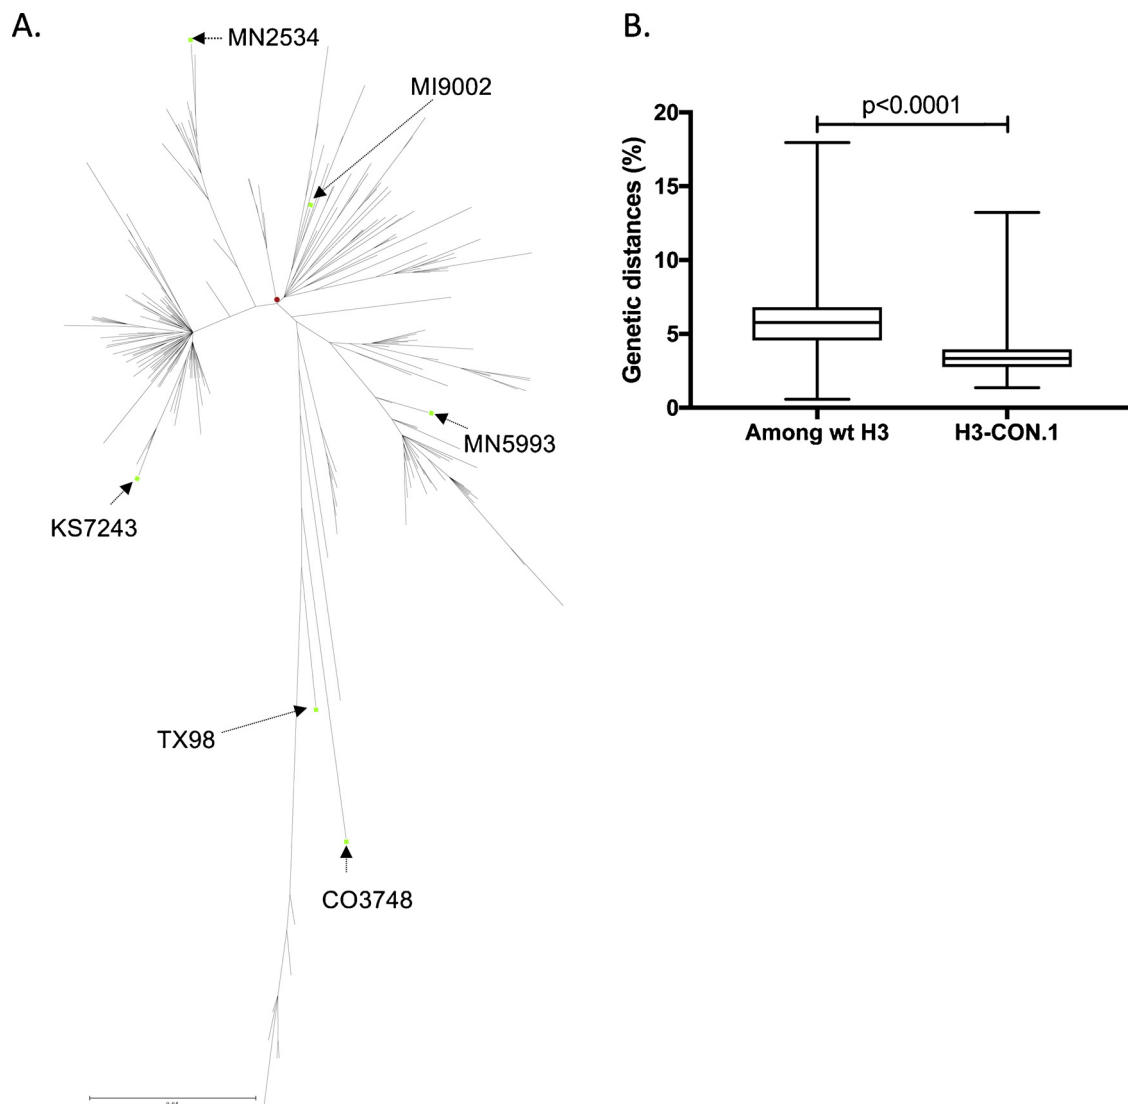 A.
MN2534
MI9002
MN5993
KS7243
TX98
CO3748
B.
p<0.0001
Genetic distances (%)
20
15
10
5
0
Among wt H3
H3-CON.1